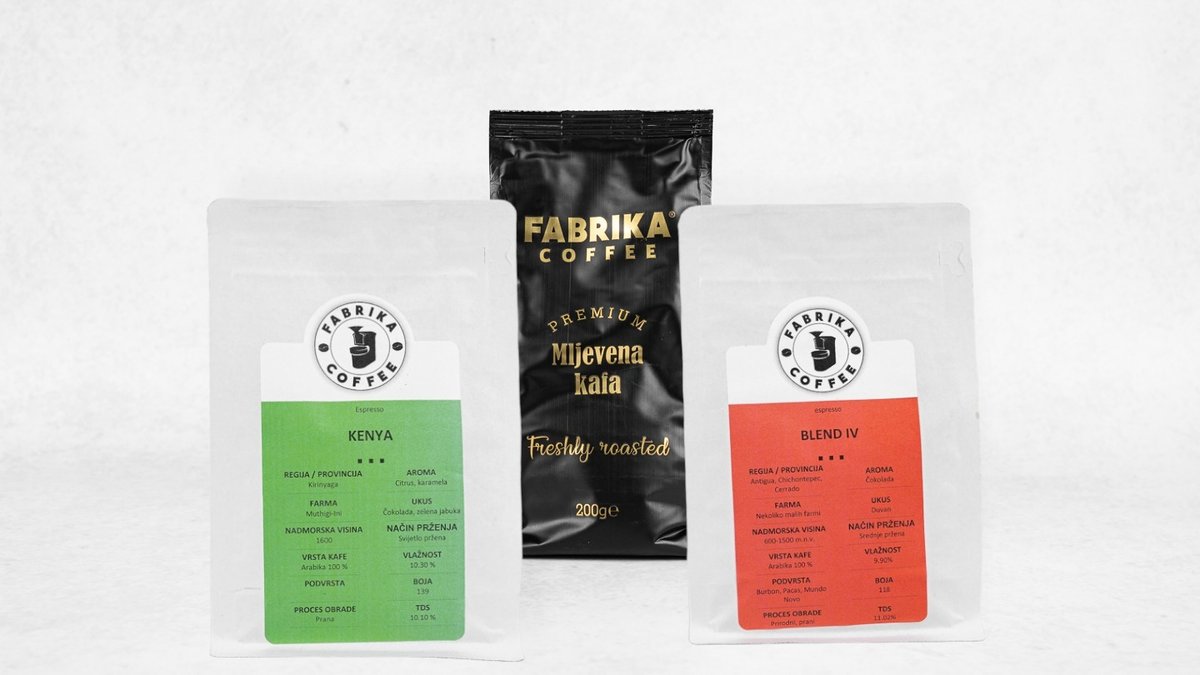 FABRIKA
COFFEE
Espresso
KENYA
REGIJA / PROVINCIJA
Kirinyaga
FARMA
Muthigi-Ini
NADMORSKA VISINA
1600
VRSTA KAFE
Arabika 100 %
PODVRSTA
PROCES OBRADE
Prana
AROMA
Citrus, karamela
UKUS
Čokolada, zelena jabuka
NAČIN PRŽENJA
Svijetlo pržena
VLAŽNOST
10.30 %
BOJA
139
TDS
10.10 %
FABRIKA®
COFFEE
PREMIUM
Mljevena
kafa
Freshly roasted
200g℮
FABRIKA
COFFEE
espresso
BLEND IV
REGIJA / PROVINCIJA
Antigua, Chichontepec,
Cerrado
FARMA
Nekoliko malih farmi
NADMORSKA VISINA
600-1500 m.n.v.
VRSTA KAFE
Arabika 100 %
PODVRSTA
Burbon, Pacas, Mundo
Novo
PROCES OBRADE
Prirodni, prani
AROMA
Čokolada
UKUS
Duvan
NAČIN PRŽENJA
Srednje pržena
VLAŽNOST
9.90%
BOJA
118
TDS
11.02%